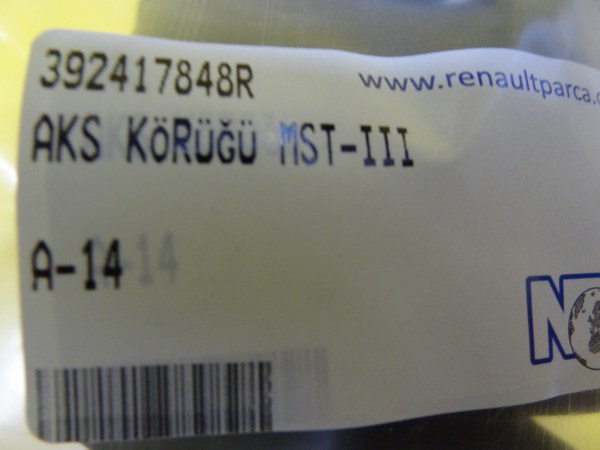 392417848R
www.renaultparca.c
AKS KÖRÜĞÜ MST-III
A-14